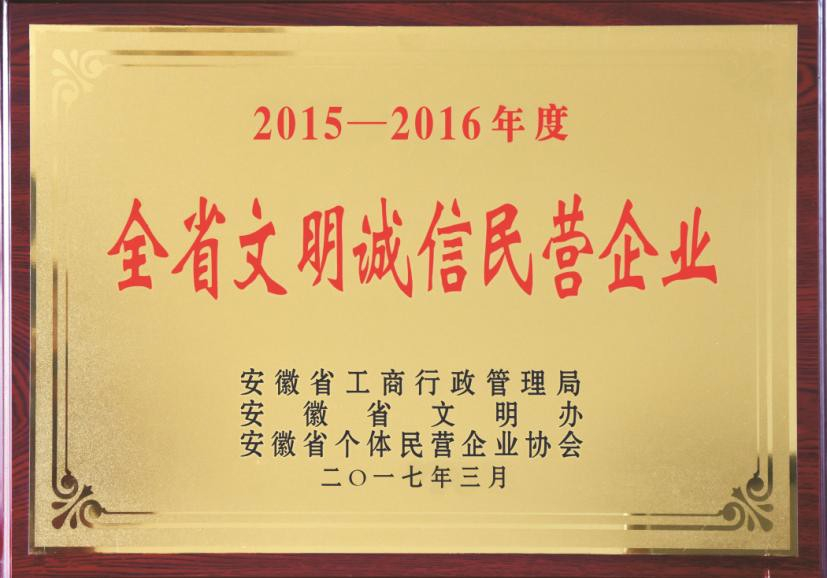 2015—2016年度
全省文明诚信民营企业
安徽省工商行政管理局
安徽省文明办
安徽省个体民营企业协会
二〇一七年三月